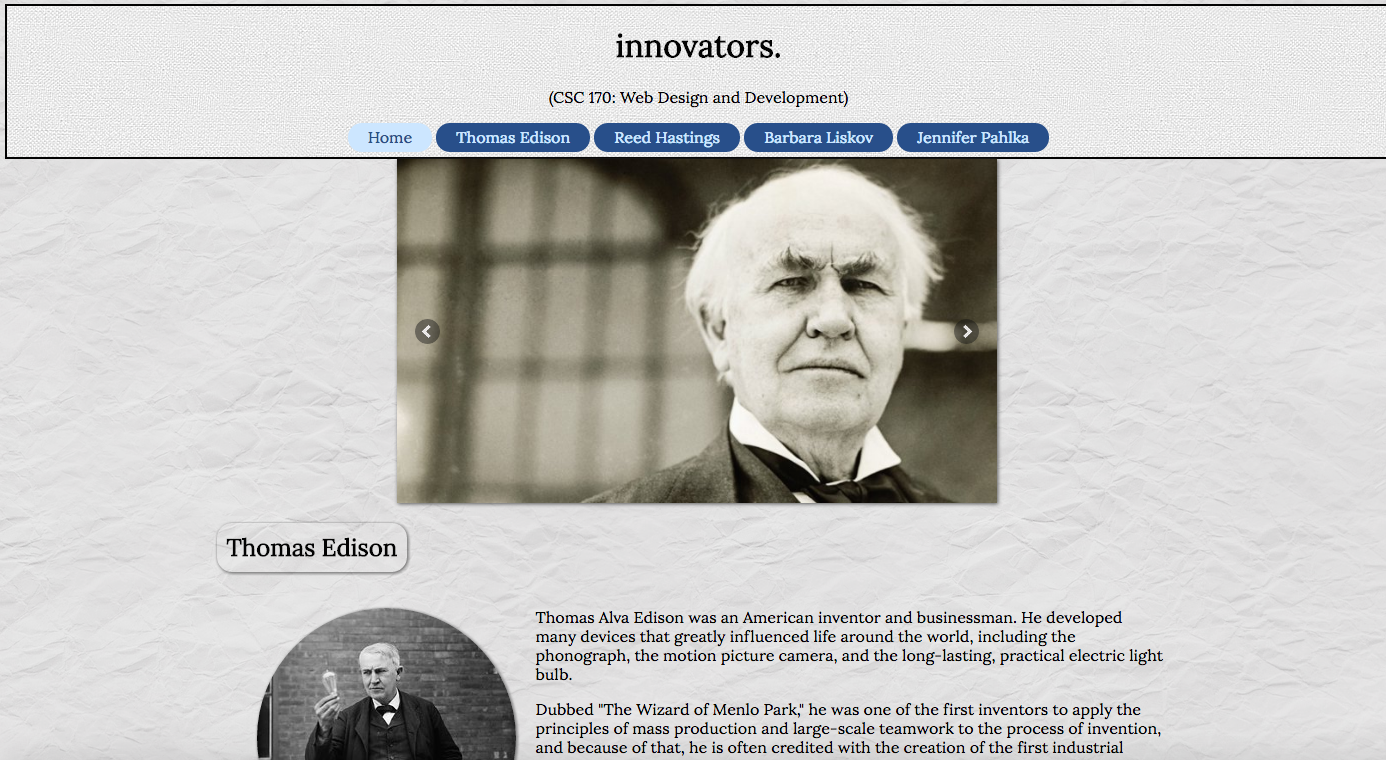 innovators.
(CSC 170: Web Design and Development)
Home Thomas Edison Reed Hastings Barbara Liskov Jennifer Pahlka
Thomas Edison
Thomas Alva Edison was an American inventor and businessman. He developed
many devices that greatly influenced life around the world, including the
phonograph, the motion picture camera, and the long-lasting, practical electric light
bulb.
Dubbed "The Wizard of Menlo Park," he was one of the first inventors to apply the
principles of mass production and large-scale teamwork to the process of invention,
and because of that, he is often credited with the creation of the first industrial